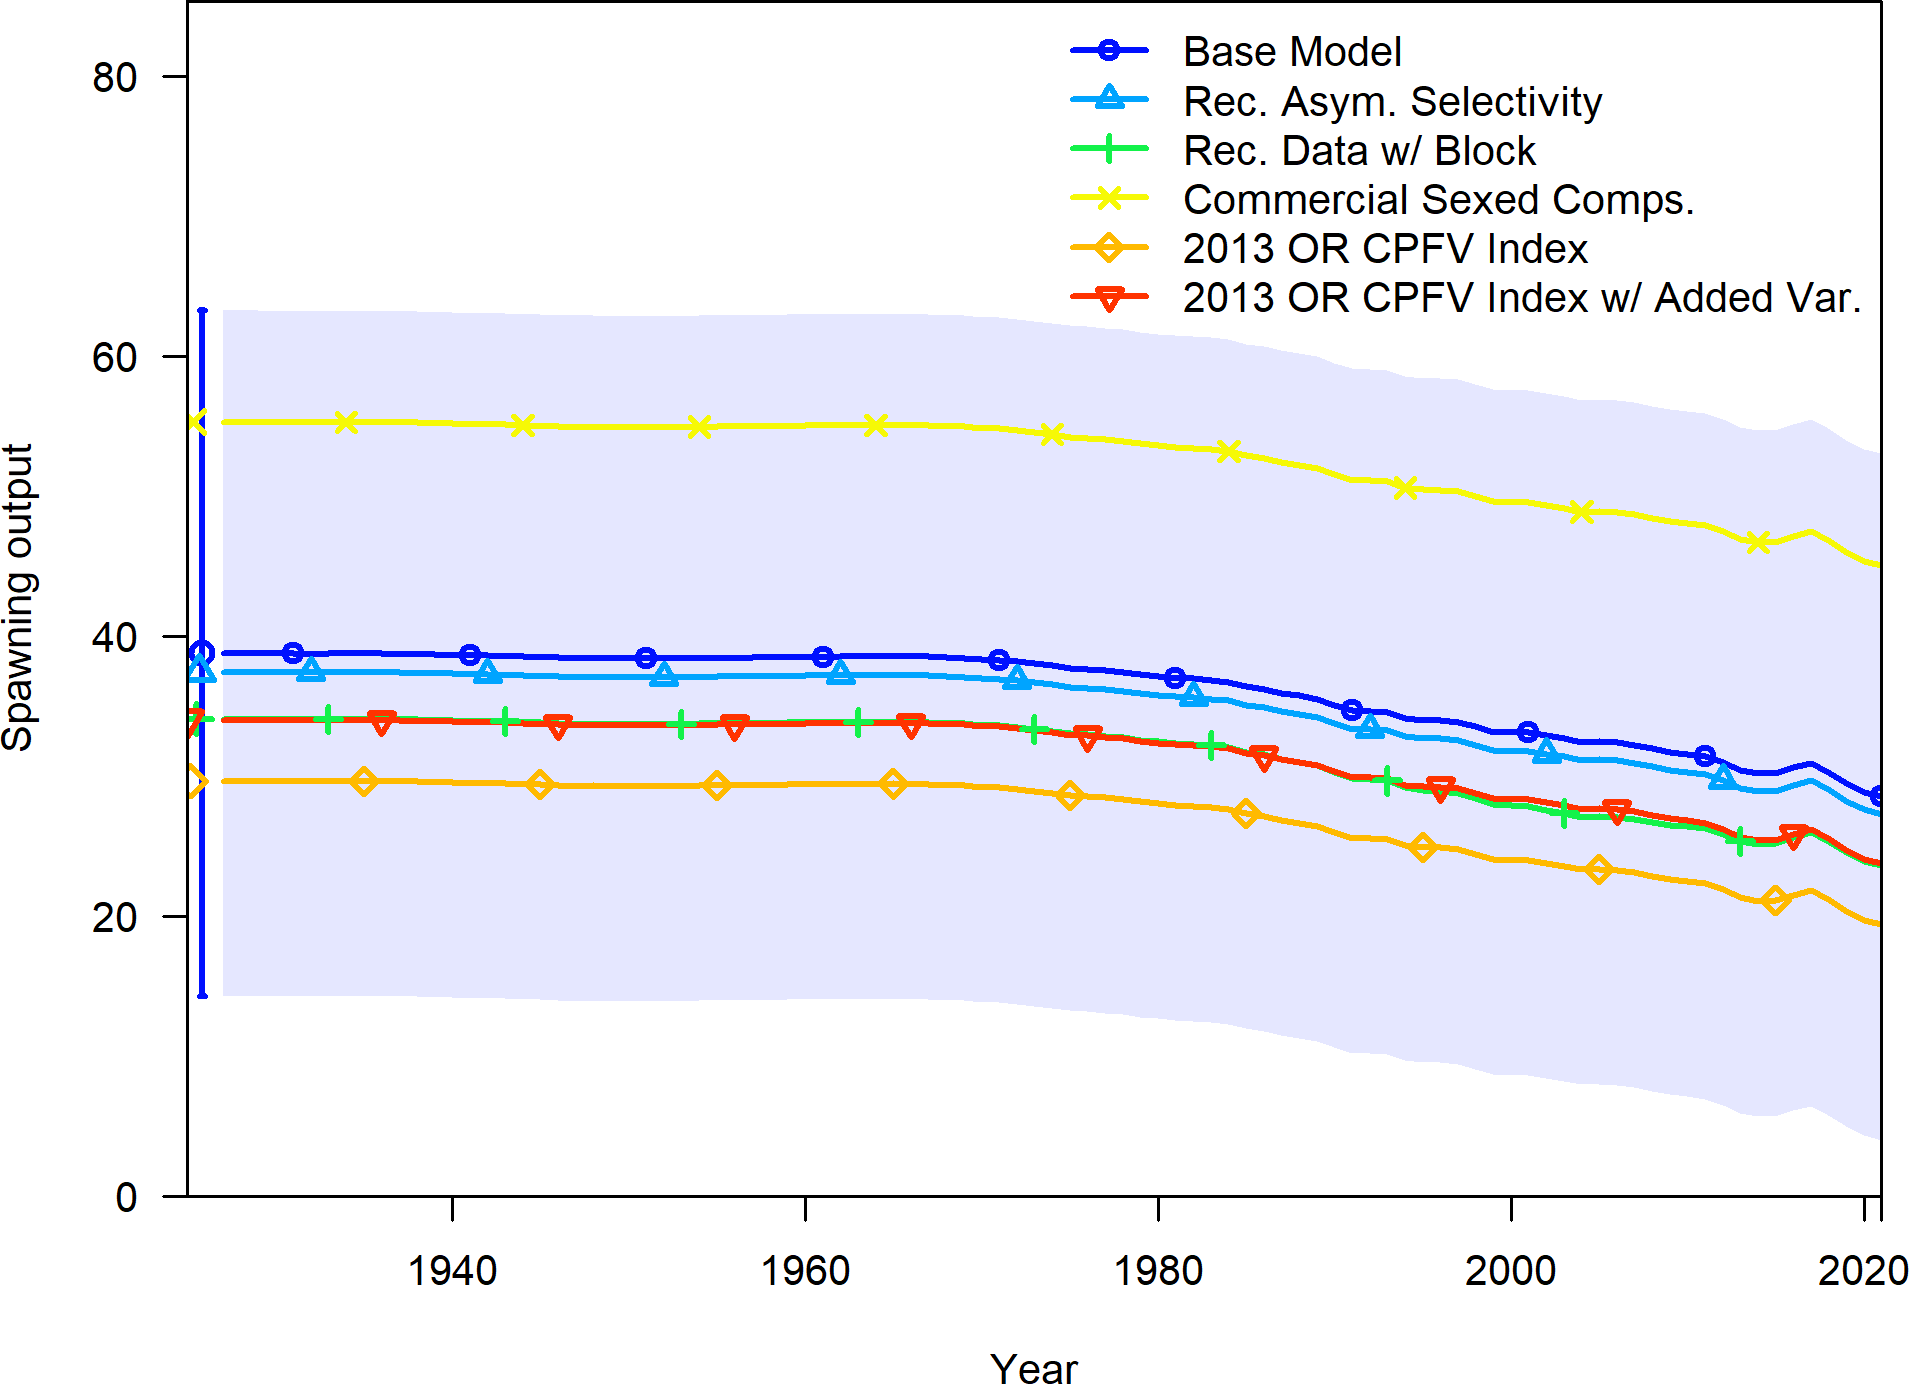 Base Model
Rec. Asym. Selectivity
Rec. Data w/ Block
Commercial Sexed Comps.
2013 OR CPFV Index
2013 OR CPFV Index w/ Added Var.
Spawning output
80
60
40
20
0
1940
1960
1980
2000
2020
Year